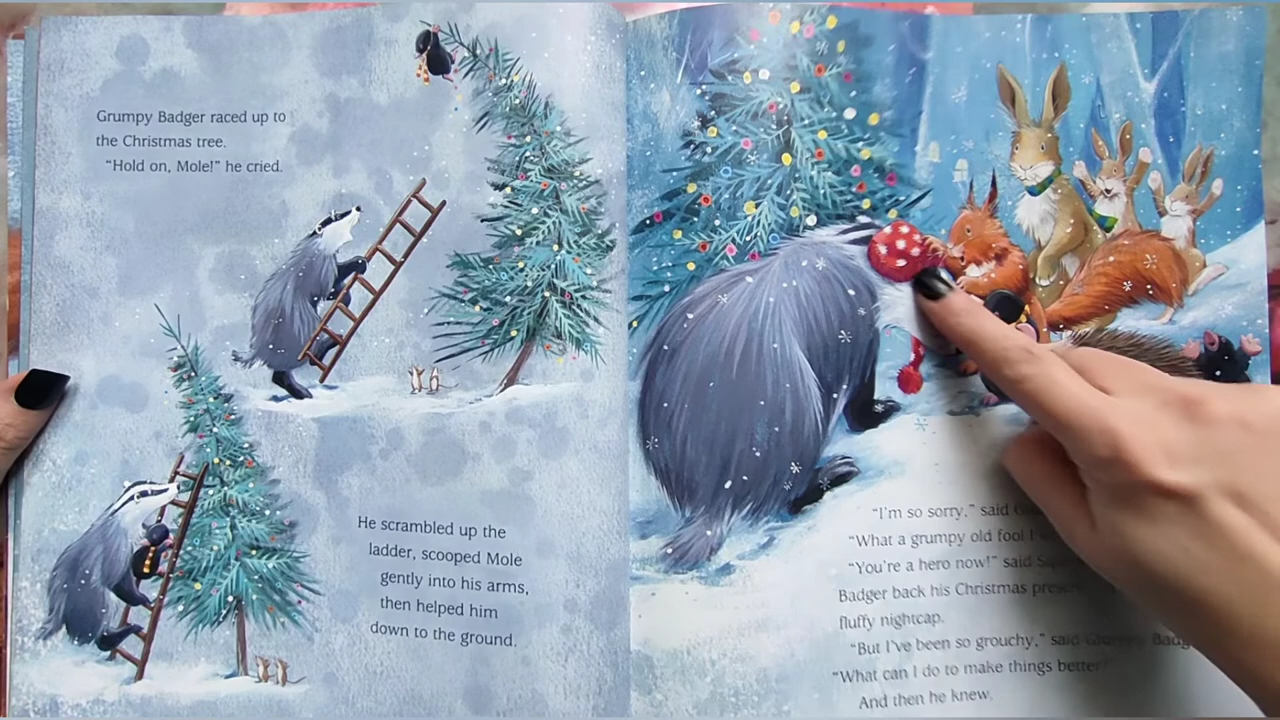 Grumpy Badger raced up to
the Christmas tree.
"Hold on, Mole!" he cried.
He scrambled up the
ladder, scooped Mole
gently into his arms,
then helped him
down to the ground.
"I'm so sorry," said
"What a grumpy old fool I
"You're a hero now!" said
Badger back his Christmas
fluffy nightcap.
"But I've been so grouchy," said Grumpy
"What can I do to make things better?"
And then he knew.